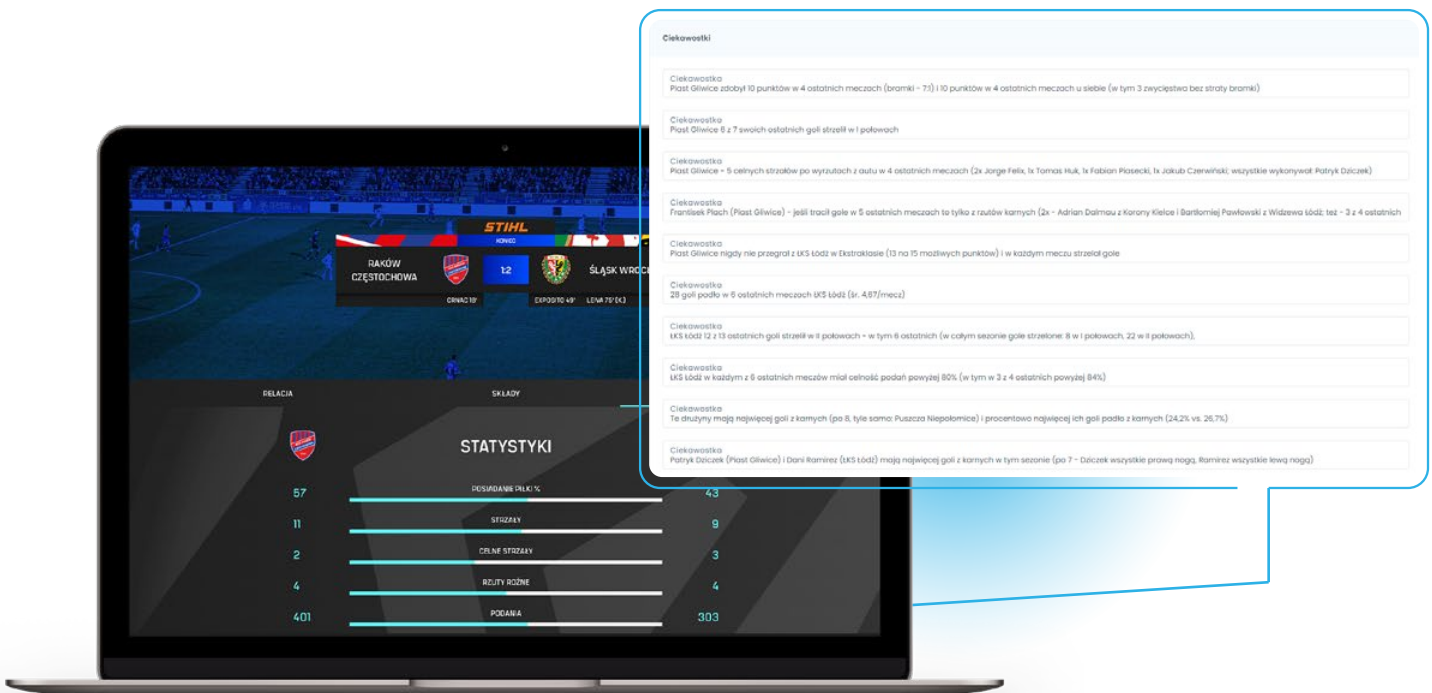 Ciekawostki
Ciekawostka
Piast Gliwice zdobył 10 punktów w 4 ostatnich meczach (bramki - 7:1) i 10 punktów w 4 ostatnich meczach u siebie (w tym 3 zwycięstwa bez straty bramki)
Ciekawostka
Piast Gliwice 6 z 7 swoich ostatnich goli strzelił w I połowach
Ciekawostka
Piast Gliwice - 5 celnych strzałów po wyrzutach z autu w 4 ostatnich meczach (2x Jorge Felix, 1x Tomas Huk, 1x Fabian Piasecki, 1x Jakub Czerwiński; wszystkie wykonywał Patryk Dziczek)
Ciekawostka
Frantisek Plach (Piast Gliwice) - jeśli tracił gole w 5 ostatnich meczach to tylko z rzutów karnych (2x - Adrian Dalmau z Korony Kielce i Bartłomiej Pawłowski z Widzewa Łódź; też - 3 z 4 ostatnich
Ciekawostka
Piast Gliwice nigdy nie przegrał z ŁKS Łódź w Ekstraklasie (13 na 15 możliwych punktów) i w każdym meczu strzelał gole
Ciekawostka
28 goli padło w 6 ostatnich meczach ŁKS Łódź (śr. 4,67/mecz)
Ciekawostka
ŁKS Łódź 12 z 13 ostatnich goli strzelił w II połowach - w tym 6 ostatnich (w całym sezonie gole strzelone: 8 w I połowach, 22 w II połowach),
Ciekawostka
ŁKS Łódź w każdym z 6 ostatnich meczów miał celność podań powyżej 80% (w tym w 3 z 4 ostatnich powyżej 84%)
Ciekawostka
Te drużyny mają najwięcej goli z karnych (po 8, tyle samo: Puszcza Niepołomice) i procentowo najwięcej ich goli padło z karnych (24,2% vs. 26,7%)
Ciekawostka
Patryk Dziczek (Piast Gliwice) i Dani Ramirez (ŁKS Łódź) mają najwięcej goli z karnych w tym sezonie (po 7 - Dziczek wszystkie prawą nogą, Ramirez wszystkie lewą nogą)
STIHL
KONIEC
RAKÓW CZĘSTOCHOWA 1:2 ŚLĄSK WROCŁ
CRNAC 19' EXPOSITO 49' LEIVA 75' (K.)
RELACJA SKŁADY
STATYSTYKI
57 POSIADANIE PIŁKI % 43
11 STRZAŁY 9
2 CELNE STRZAŁY 3
4 RZUTY ROŻNE 4
401 PODANIA 303